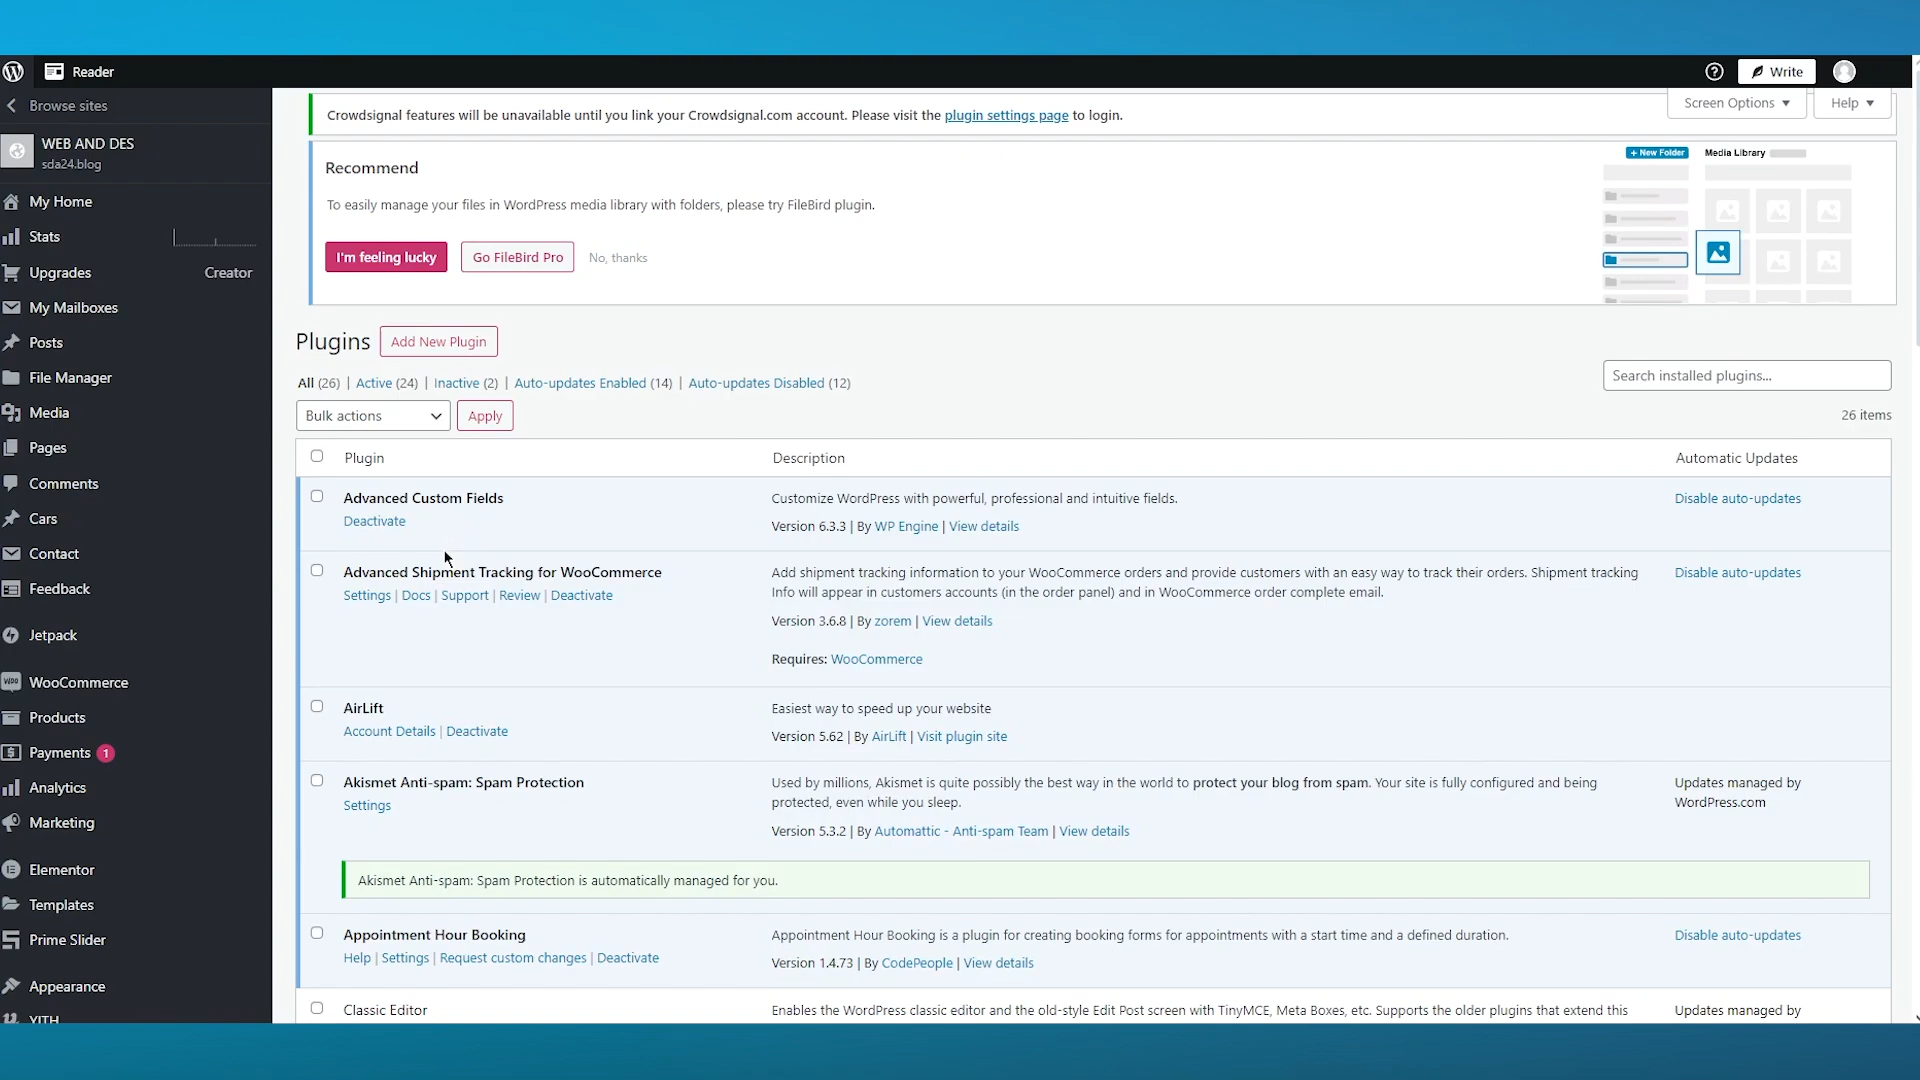 Reader
Write
Browse sites
WEB AND DES
sda24.blog
My Home
Stats
Upgrades Creator
My Mailboxes
Posts
File Manager
Media
Pages
Comments
Cars
Contact
Feedback
Jetpack
WooCommerce
Products
Payments 1
Analytics
Marketing
Elementor
Templates
Prime Slider
Appearance
YITH
Screen Options Help
Crowdsignal features will be unavailable until you link your Crowdsignal.com account. Please visit the plugin settings page to login.
Recommend
To easily manage your files in WordPress media library with folders, please try FileBird plugin.
I'm feeling lucky Go FileBird Pro No, thanks
+ New Folder Media Library
Plugins Add New Plugin
All (26) | Active (24) | Inactive (2) | Auto-updates Enabled (14) | Auto-updates Disabled (12)
Search installed plugins...
Bulk actions Apply
26 items
Plugin Description Automatic Updates
Advanced Custom Fields
Deactivate
Customize WordPress with powerful, professional and intuitive fields.
Version 6.3.3 | By WP Engine | View details
Disable auto-updates
Advanced Shipment Tracking for WooCommerce
Settings | Docs | Support | Review | Deactivate
Add shipment tracking information to your WooCommerce orders and provide customers with an easy way to track their orders. Shipment tracking
Info will appear in customers accounts (in the order panel) and in WooCommerce order complete email.
Version 3.6.8 | By zorem | View details
Requires: WooCommerce
Disable auto-updates
AirLift
Account Details | Deactivate
Easiest way to speed up your website
Version 5.62 | By AirLift | Visit plugin site
Akismet Anti-spam: Spam Protection
Settings
Used by millions, Akismet is quite possibly the best way in the world to protect your blog from spam. Your site is fully configured and being
protected, even while you sleep.
Version 5.3.2 | By Automattic - Anti-spam Team | View details
Updates managed by
WordPress.com
Akismet Anti-spam: Spam Protection is automatically managed for you.
Appointment Hour Booking
Help | Settings | Request custom changes | Deactivate
Appointment Hour Booking is a plugin for creating booking forms for appointments with a start time and a defined duration.
Version 1.4.73 | By CodePeople | View details
Disable auto-updates
Classic Editor
Enables the WordPress classic editor and the old-style Edit Post screen with TinyMCE, Meta Boxes, etc. Supports the older plugins that extend this
Updates managed by